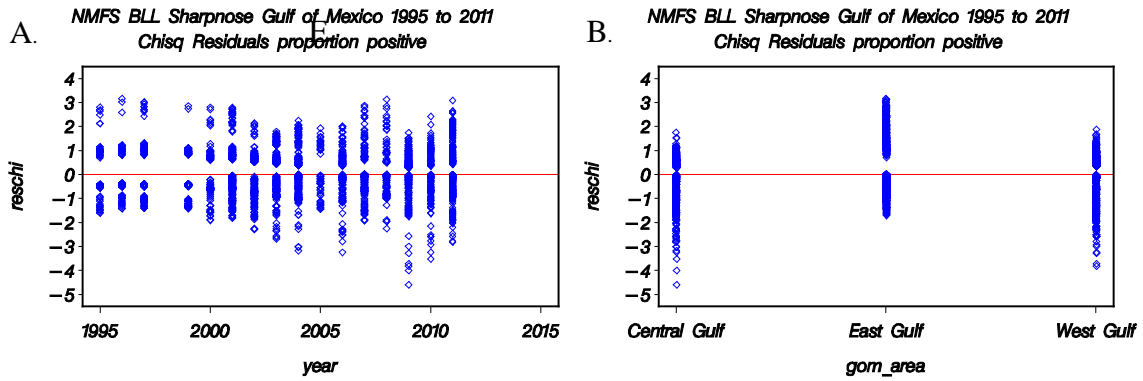 A.
NMFS BLL Sharpnose Gulf of Mexico 1995 to 2011
E
Chisq Residuals proportion positive
4
3
2
1
0
−1
−2
−3
−4
−5
reschi
1995 2000 2005 2010 2015
year
B.
NMFS BLL Sharpnose Gulf of Mexico 1995 to 2011
Chisq Residuals proportion positive
4
3
2
1
0
−1
−2
−3
−4
−5
reschi
Central Gulf East Gulf West Gulf
gom_area